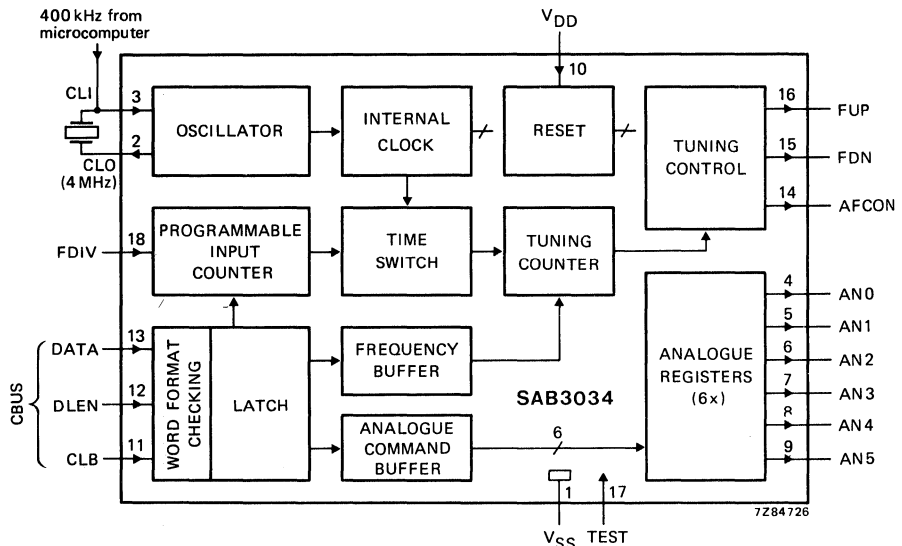 400 kHz from
microcomputer
CLI
3
2
CLO
(4 MHz)
OSCILLATOR
INTERNAL
CLOCK
VDD
10
RESET
TUNING
CONTROL
16
FUP
15
FDN
14
AFCON
FDIV
18
PROGRAMMABLE
INPUT
COUNTER
TIME
SWITCH
TUNING
COUNTER
CBUS
DATA
13
DLEN
12
CLB
11
WORD FORMAT
CHECKING
LATCH
FREQUENCY
BUFFER
ANALOGUE
COMMAND
BUFFER
SAB3034
6
ANALOGUE
REGISTERS
(6x)
4
AN0
5
AN1
6
AN2
7
AN3
8
AN4
9
AN5
1
VSS
17
TEST
7Z84726